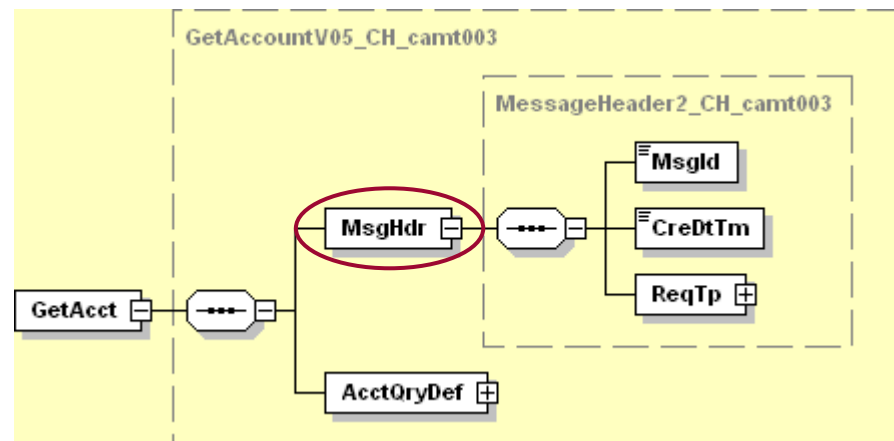 GetAccountV05_CH_camt003
MessageHeader2_CH_camt003
MsgId
MsgHdr
CreDtTm
ReqTp
GetAcct
AcctQryDef